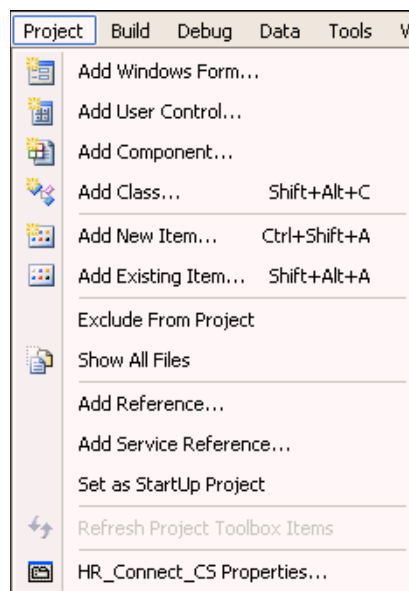 Project Build Debug Data Tools
Add Windows Form...
Add User Control...
Add Component...
Add Class... Shift+Alt+C
Add New Item... Ctrl+Shift+A
Add Existing Item... Shift+Alt+A
Exclude From Project
Show All Files
Add Reference...
Add Service Reference...
Set as StartUp Project
Refresh Project Toolbox Items
HR_Connect_CS Properties...